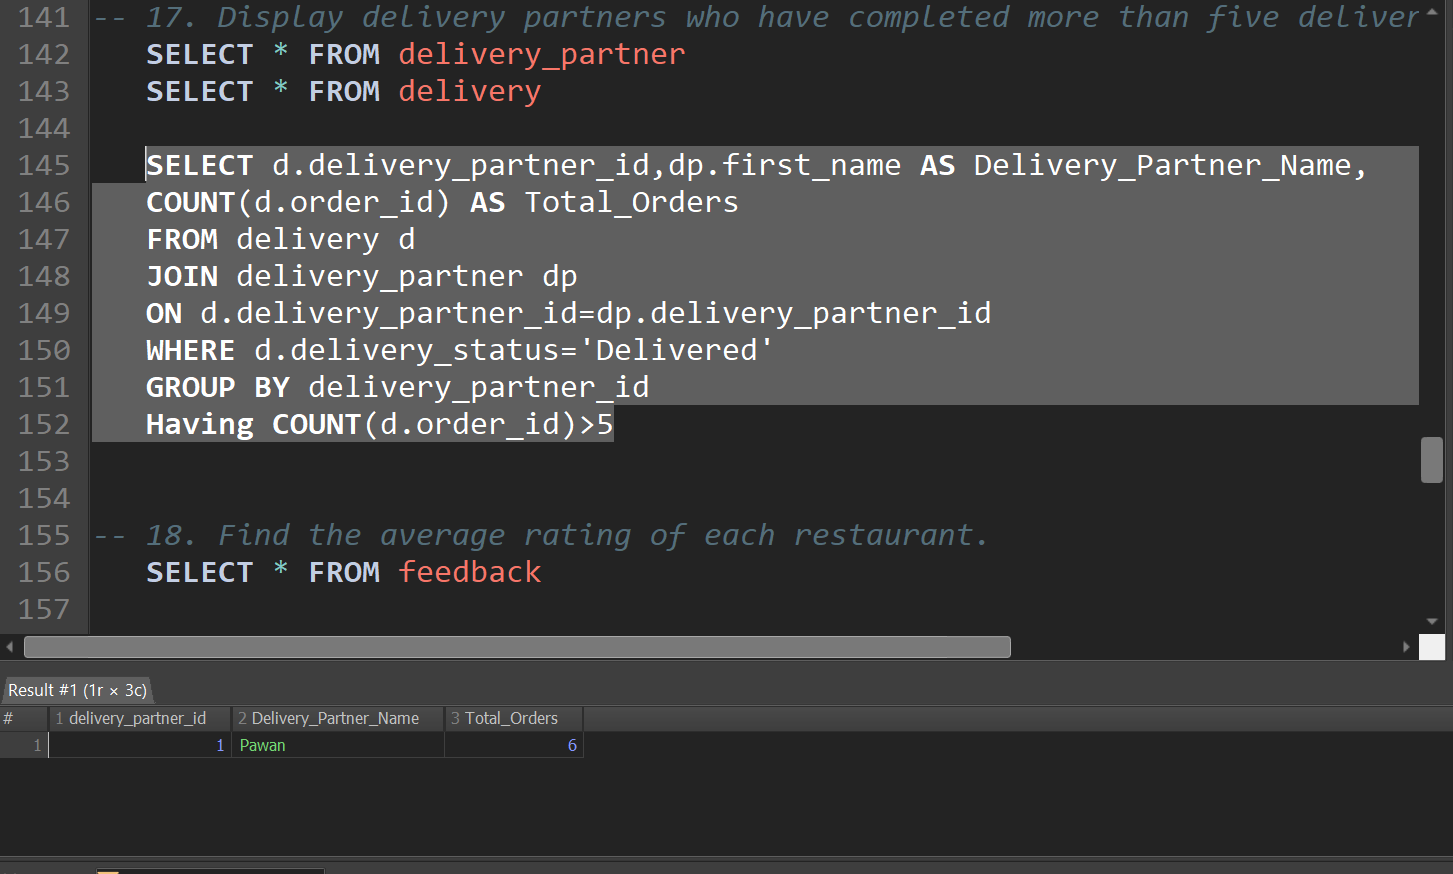 141 -- 17. Display delivery partners who have completed more than five deliver
142 SELECT * FROM delivery_partner
143 SELECT * FROM delivery
144
145 SELECT d.delivery_partner_id,dp.first_name AS Delivery_Partner_Name,
146 COUNT(d.order_id) AS Total_Orders
147 FROM delivery d
148 JOIN delivery_partner dp
149 ON d.delivery_partner_id=dp.delivery_partner_id
150 WHERE d.delivery_status='Delivered'
151 GROUP BY delivery_partner_id
152 Having COUNT(d.order_id)>5
153
154
155 -- 18. Find the average rating of each restaurant.
156 SELECT * FROM feedback
157
Result #1 (1r × 3c)
# 1 delivery_partner_id 2 Delivery_Partner_Name 3 Total_Orders
1 1 Pawan 6